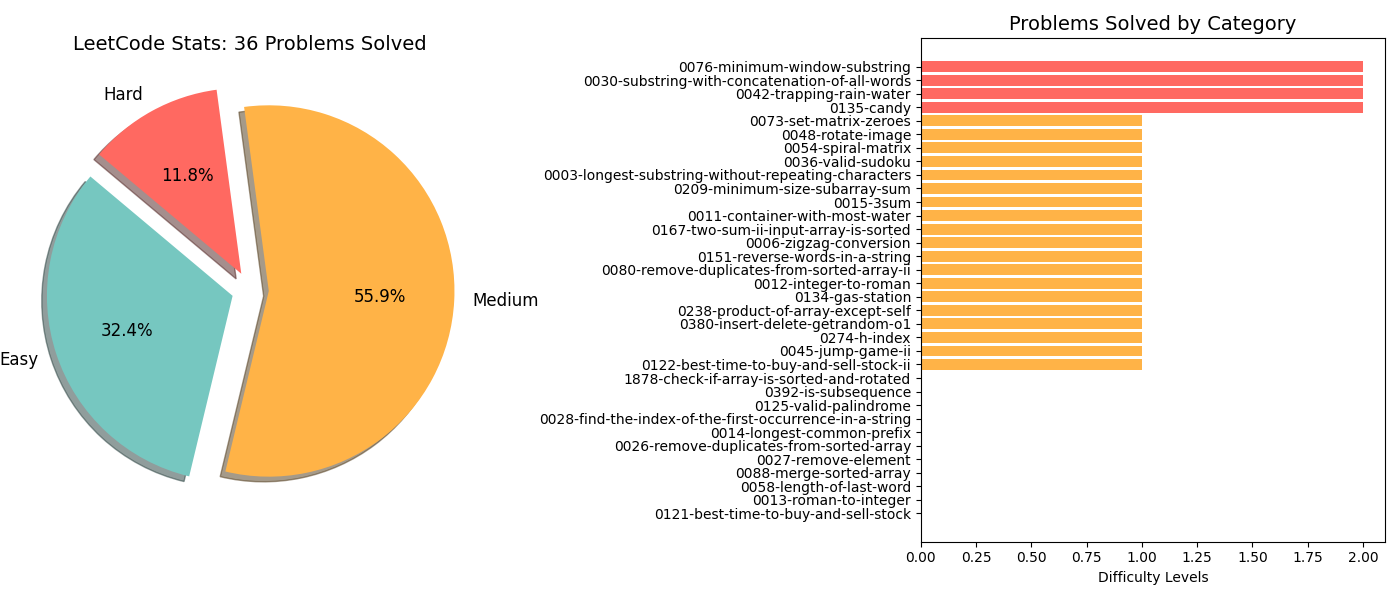 LeetCode Stats: 36 Problems Solved
Hard
11.8%
55.9%
Medium
32.4%
Easy
Problems Solved by Category
0076-minimum-window-substring
0030-substring-with-concatenation-of-all-words
0042-trapping-rain-water
0135-candy
0073-set-matrix-zeroes
0048-rotate-image
0054-spiral-matrix
0036-valid-sudoku
0003-longest-substring-without-repeating-characters
0209-minimum-size-subarray-sum
0015-3sum
0011-container-with-most-water
0167-two-sum-ii-input-array-is-sorted
0006-zigzag-conversion
0151-reverse-words-in-a-string
0080-remove-duplicates-from-sorted-array-ii
0012-integer-to-roman
0134-gas-station
0238-product-of-array-except-self
0380-insert-delete-getrandom-o1
0274-h-index
0045-jump-game-ii
0122-best-time-to-buy-and-sell-stock-ii
1878-check-if-array-is-sorted-and-rotated
0392-is-subsequence
0125-valid-palindrome
0028-find-the-index-of-the-first-occurrence-in-a-string
0014-longest-common-prefix
0026-remove-duplicates-from-sorted-array
0027-remove-element
0088-merge-sorted-array
0058-length-of-last-word
0013-roman-to-integer
0121-best-time-to-buy-and-sell-stock
0.00 0.25 0.50 0.75 1.00 1.25 1.50 1.75 2.00
Difficulty Levels